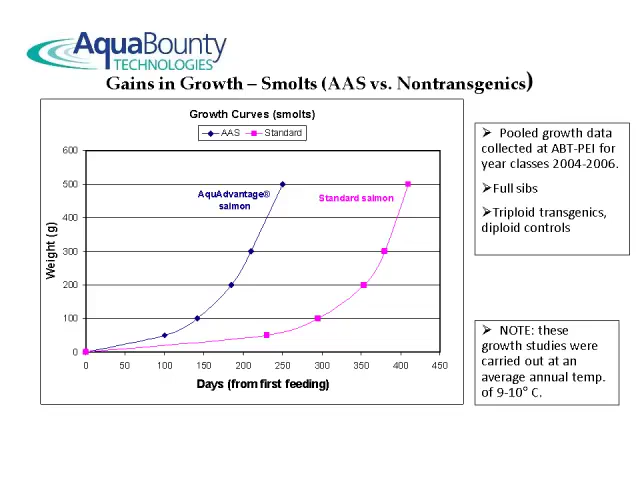 AquaBounty
TECHNOLOGIES
Gains in Growth – Smolts (AAS vs. Nontransgenics)
Growth Curves (smolts)
AAS Standard
600
500
400
300
200
100
0
Weight (g)
AquAdvantage®
salmon
Standard salmon
0 50 100 150 200 250 300 350 400 450
Days (from first feeding)
➢ Pooled growth data
collected at ABT-PEI for
year classes 2004-2006.
➢Full sibs
➢Triploid transgenics,
diploid controls
➢ NOTE: these
growth studies were
carried out at an
average annual temp.
of 9-10° C.